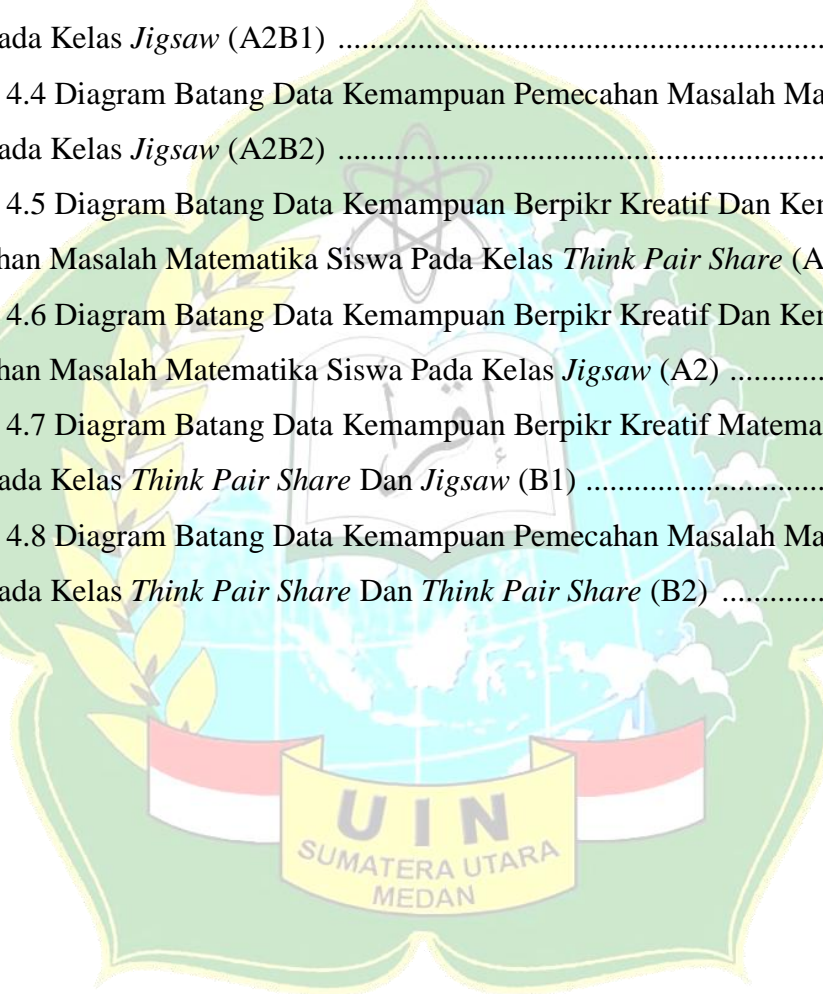 ada Kelas Jigsaw (A2B1) ........................................................................
4.4 Diagram Batang Data Kemampuan Pemecahan Masalah Ma
ada Kelas Jigsaw (A2B2) ........................................................................
4.5 Diagram Batang Data Kemampuan Berpikr Kreatif Dan Ke
han Masalah Matematika Siswa Pada Kelas Think Pair Share (A
4.6 Diagram Batang Data Kemampuan Berpikr Kreatif Dan Ke
han Masalah Matematika Siswa Pada Kelas Jigsaw (A2) .............
4.7 Diagram Batang Data Kemampuan Berpikr Kreatif Matema
ada Kelas Think Pair Share Dan Jigsaw (B1) ...................................
4.8 Diagram Batang Data Kemampuan Pemecahan Masalah Ma
ada Kelas Think Pair Share Dan Think Pair Share (B2) ..............
إقرأ
UIN
SUMATERA UTARA
MEDAN